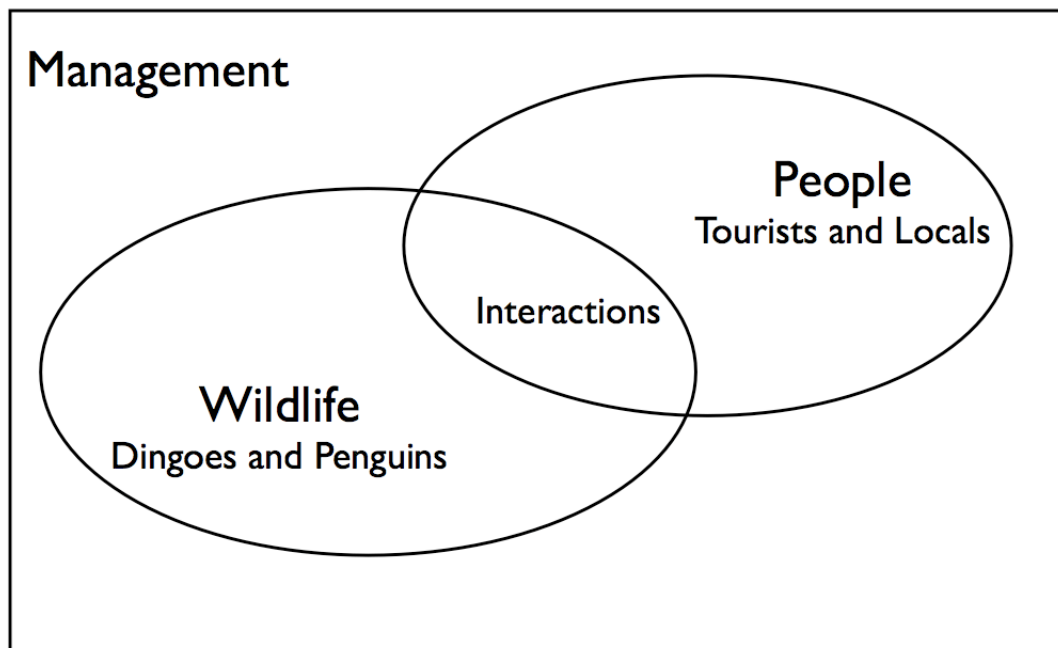 Management
People
Tourists and Locals
Interactions
Wildlife
Dingoes and Penguins